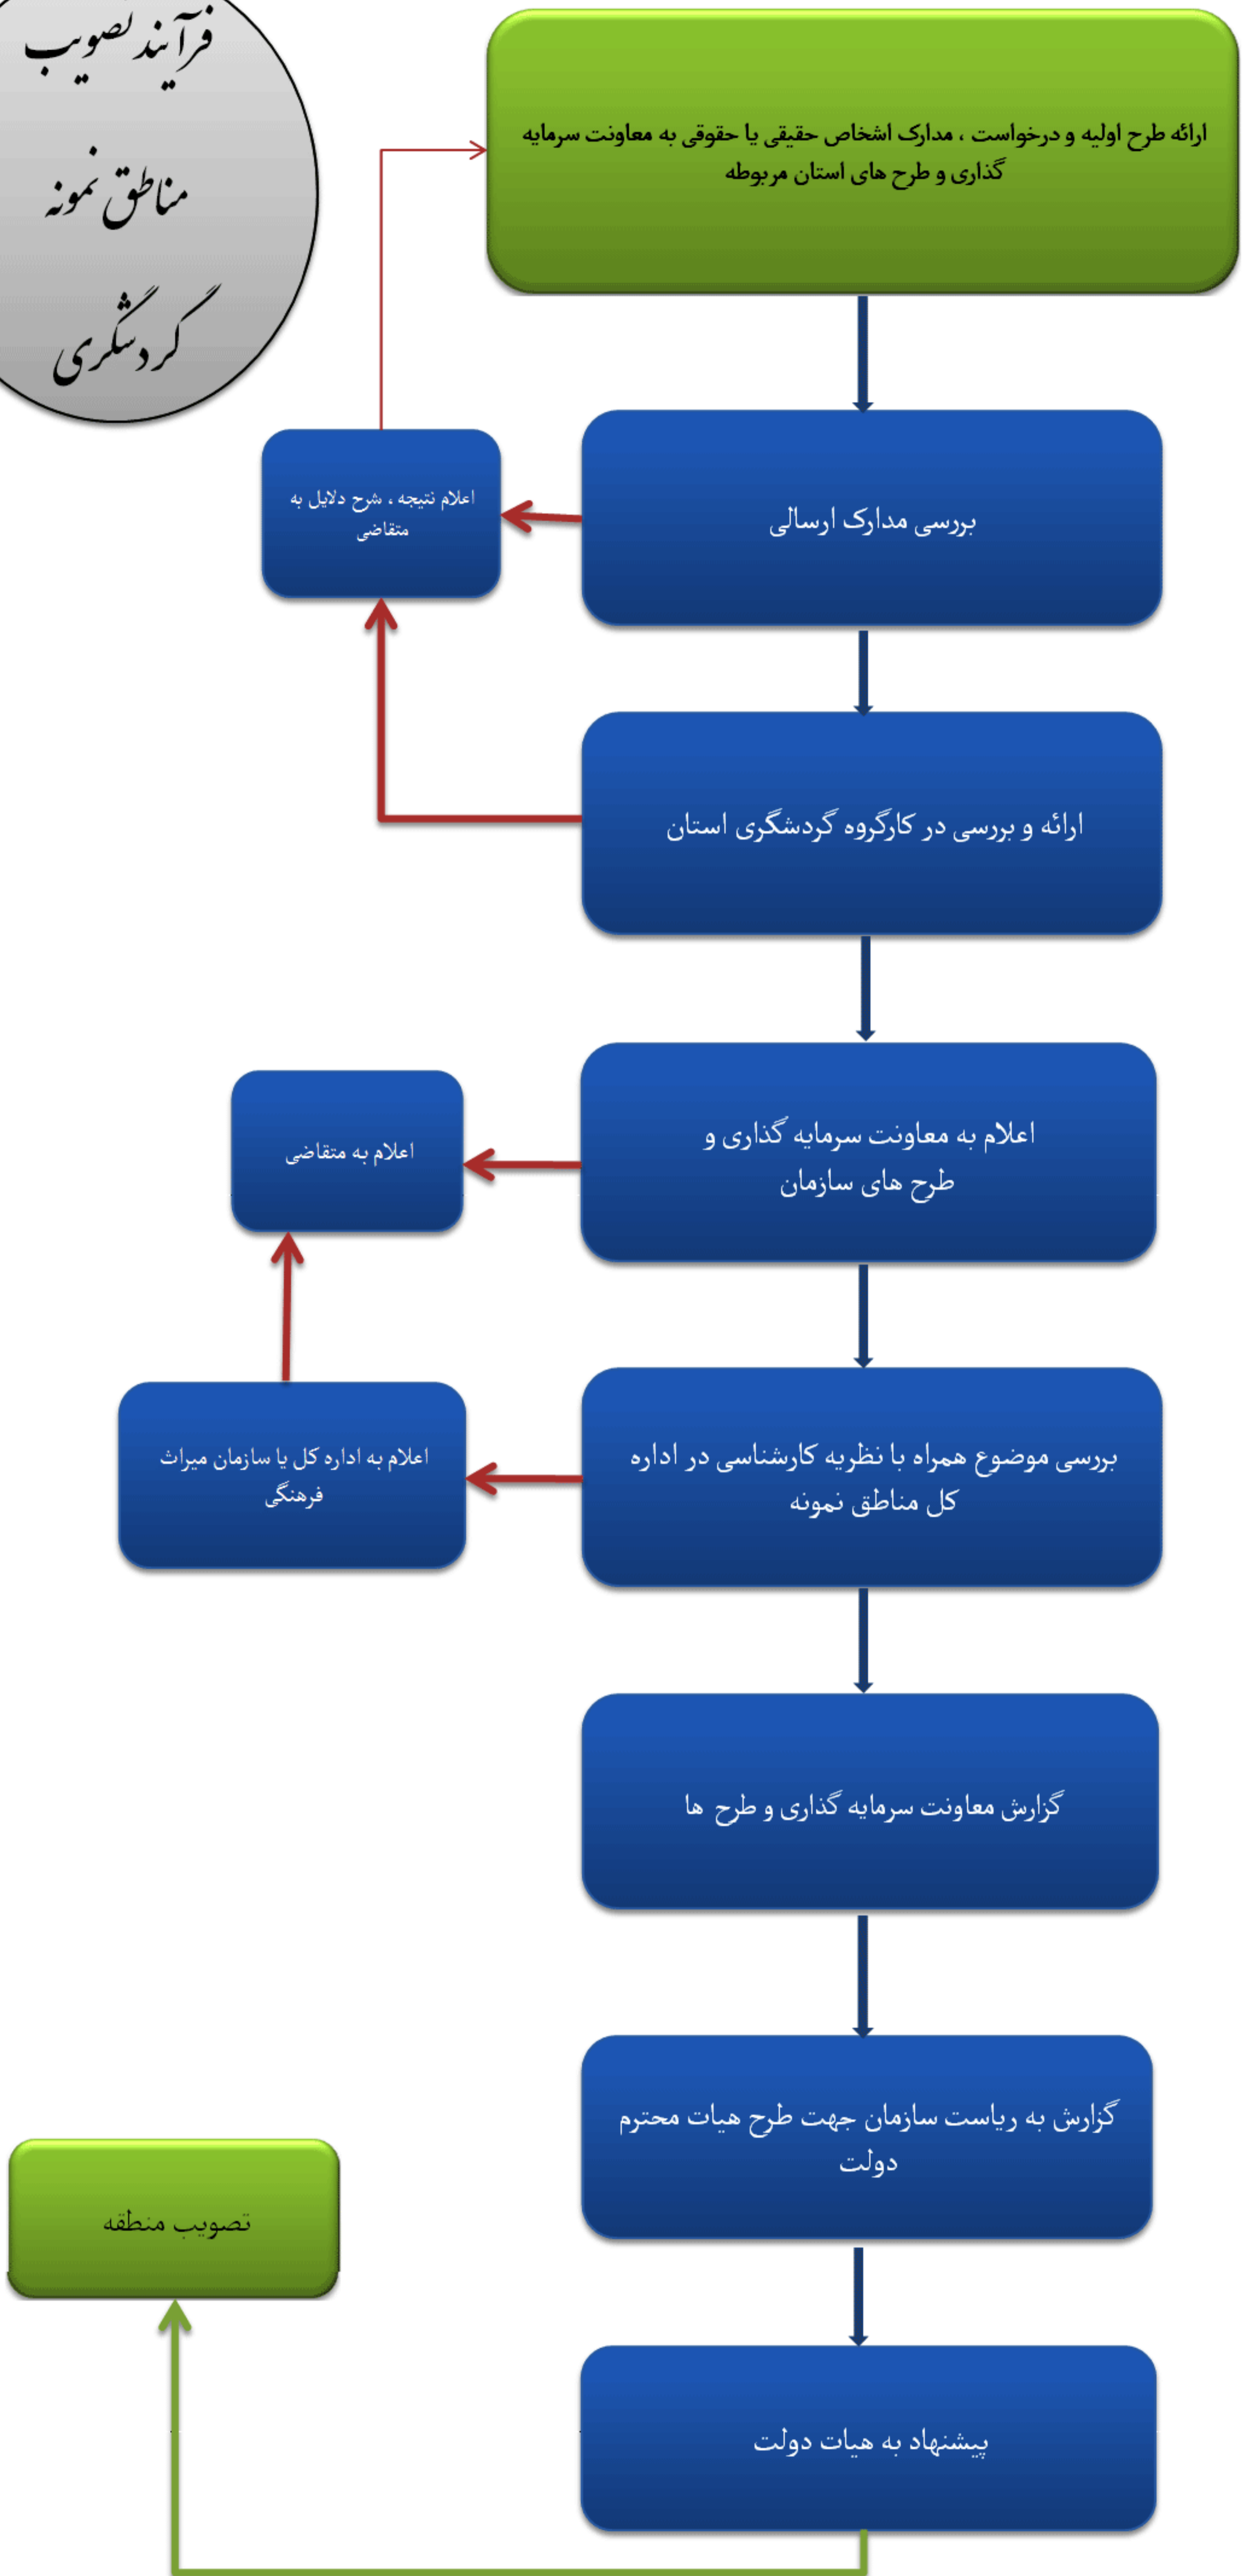 فرآیند تصویب
مناطق نمونه
گردشگری
ارائه طرح اولیه و درخواست ، مدارک اشخاص حقیقی یا حقوقی به معاونت سرمایه
گذاری و طرح های استان مربوطه
بررسی مدارک ارسالی
اعلام نتیجه ، شرح دلایل به
متقاضی
ارائه و بررسی در کارگروه گردشگری استان
اعلام به معاونت سرمایه گذاری و
طرح های سازمان
اعلام به متقاضی
بررسی موضوع همراه با نظریه کارشناسی در اداره
کل مناطق نمونه
اعلام به اداره کل یا سازمان میراث
فرهنگی
گزارش معاونت سرمایه گذاری و طرح ها
گزارش به ریاست سازمان جهت طرح هیات محترم
دولت
پیشنهاد به هیات دولت
تصویب منطقه